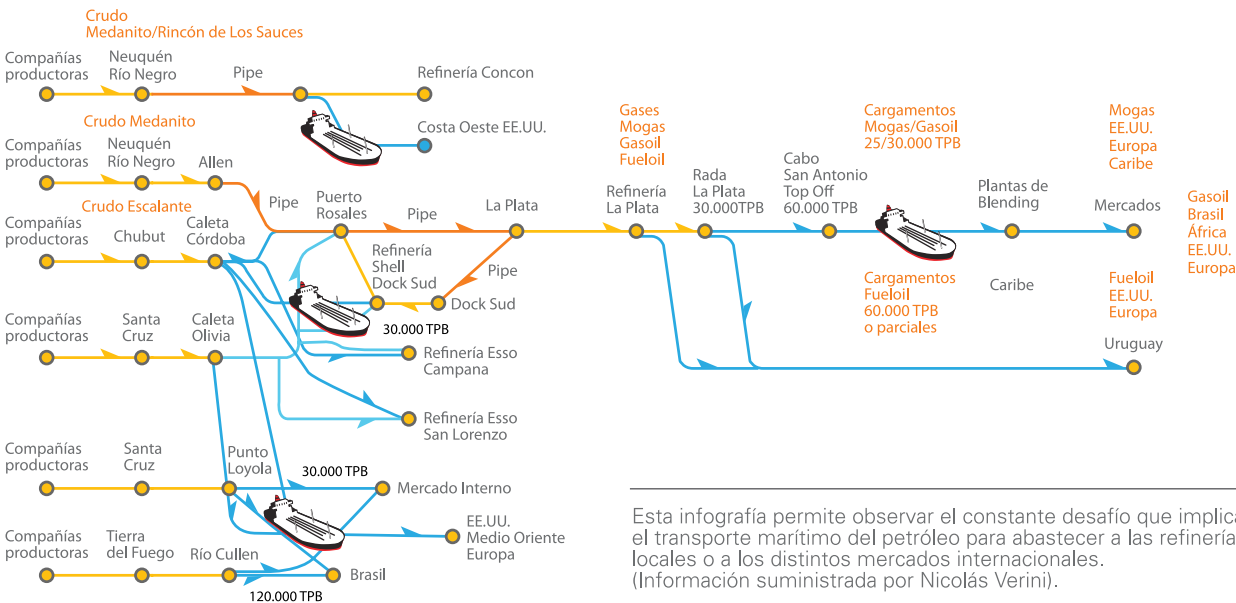 Crudo
Medanito/Rincón de Los Sauces
Compañías
productoras
Neuquén
Río Negro
Pipe
Refinería Concon
Costa Oeste EE.UU.
Crudo Medanito
Compañías
productoras
Neuquén
Río Negro
Allen
Pipe
Puerto
Rosales
Pipe
La Plata
Crudo Escalante
Compañías
productoras
Chubut
Caleta
Córdoba
Refinería
Shell
Dock Sud
Pipe
Dock Sud
30.000 TPB
Compañías
productoras
Santa
Cruz
Caleta
Olivia
Refinería Esso
Campana
Refinería Esso
San Lorenzo
Compañías
productoras
Santa
Cruz
Punto
Loyola
30.000 TPB
Mercado Interno
EE.UU.
Medio Oriente
Europa
Compañías
productoras
Tierra
del Fuego
Río Cullen
Brasil
120.000 TPB
Gases
Mogas
Gasoil
Fueloil
Refinería
La Plata
Rada
La Plata
30.000TPB
Cabo
San Antonio
Top Off
60.000 TPB
Cargamentos
Mogas/Gasoil
25/30.000 TPB
Cargamentos
Fueloil
60.000 TPB
o parciales
Plantas de
Blending
Caribe
Mogas
EE.UU.
Europa
Caribe
Mercados
Gasoil
Brasil
África
EE.UU.
Europa
Fueloil
EE.UU.
Europa
Uruguay
Esta infografía permite observar el constante desafío que implica
el transporte marítimo del petróleo para abastecer a las refinería
locales o a los distintos mercados internacionales.
(Información suministrada por Nicolás Verini).